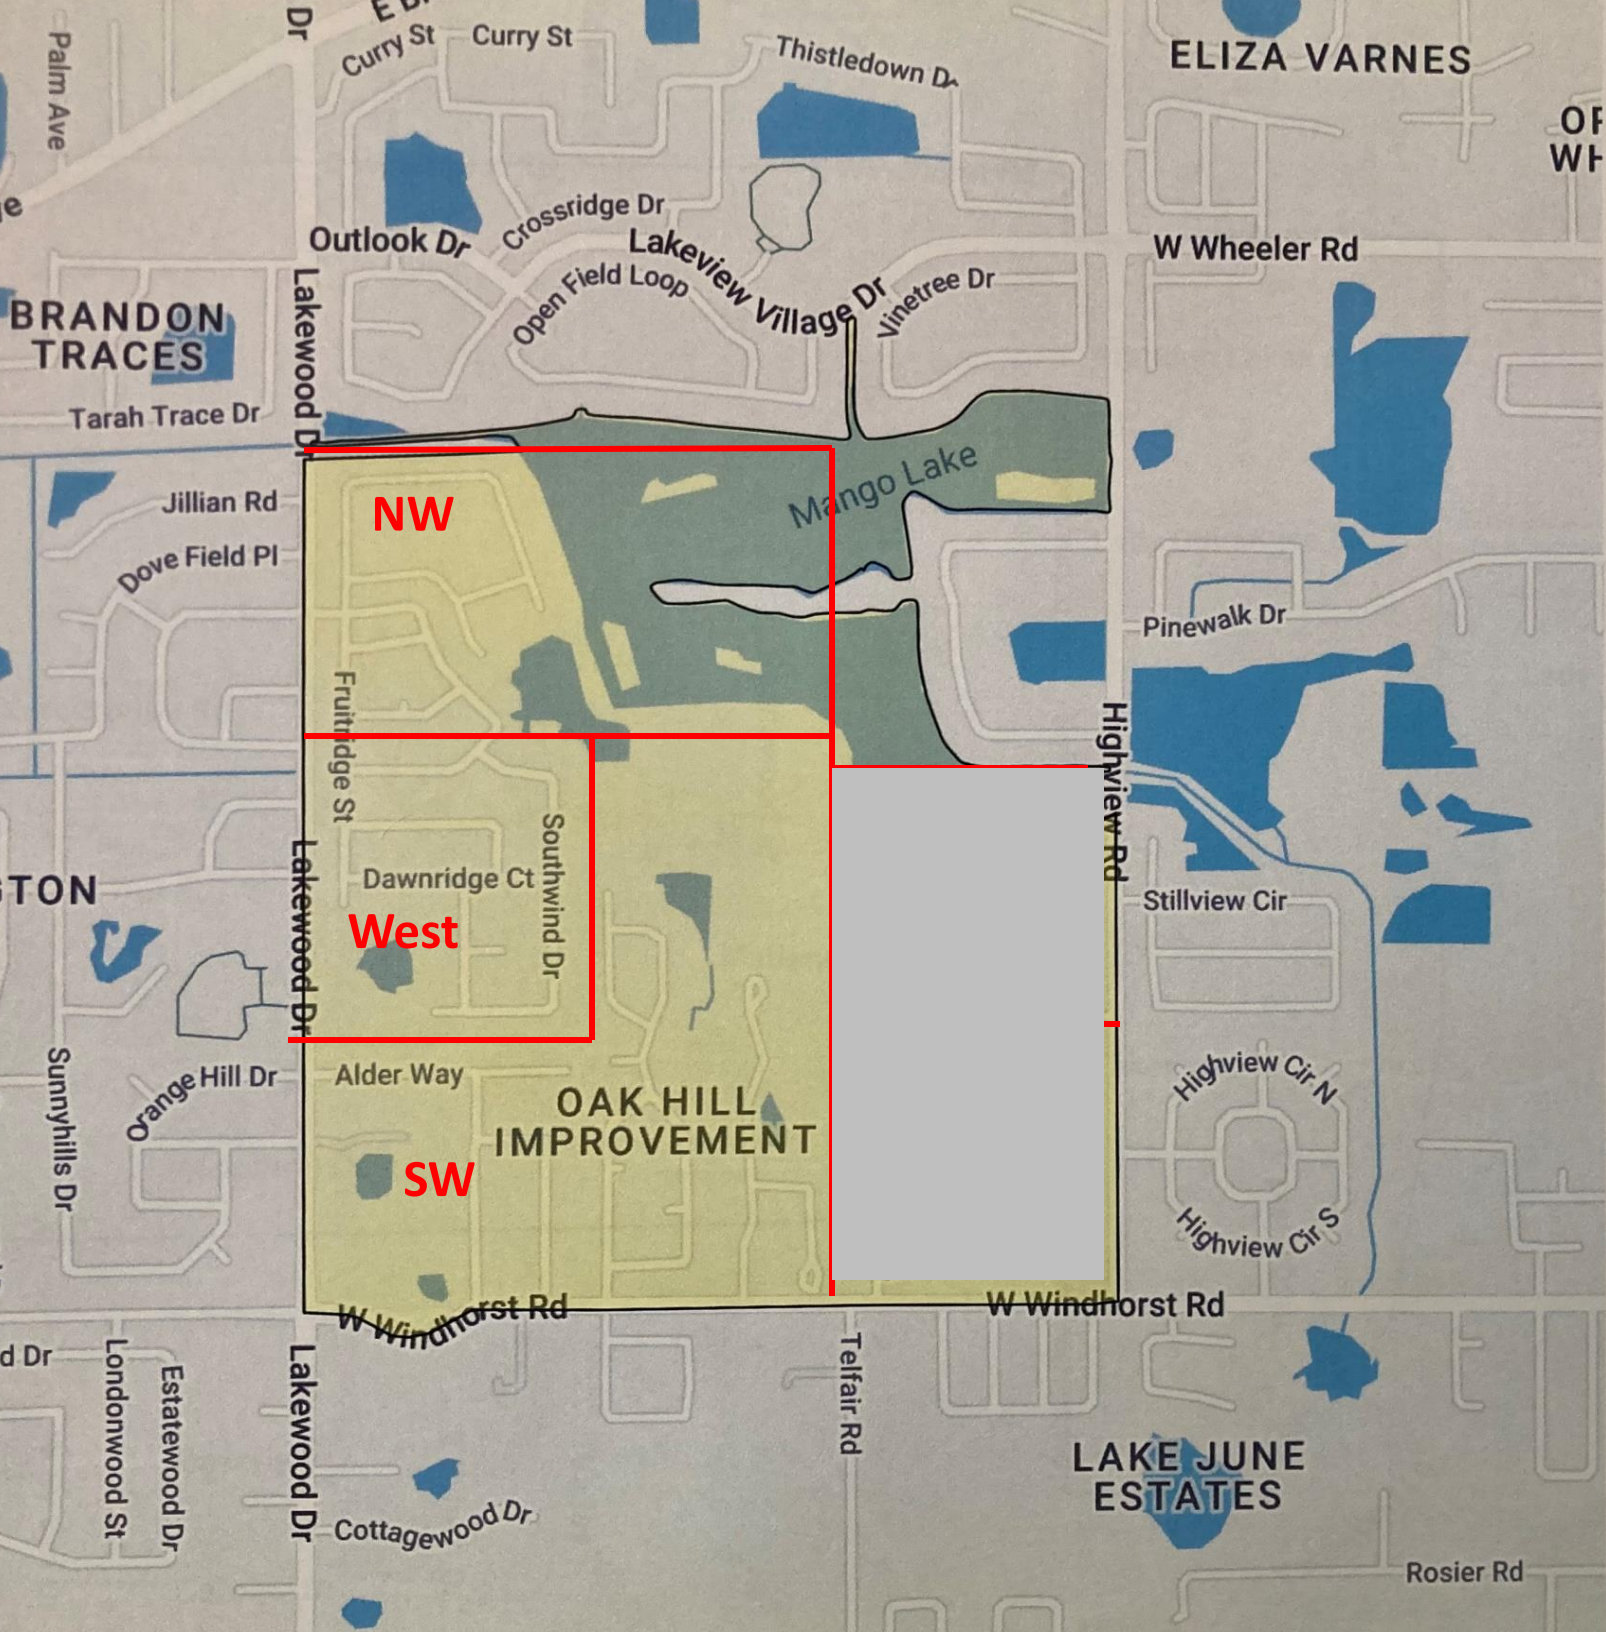 Dr
Palm Ave
Curry St
Curry St
Thistledown Dr
ELIZA VARNES
Outlook Dr
Crossridge Dr
Lakeview Village Dr
W Wheeler Rd
Open Field Loop
Vinetree Dr
BRANDON
TRACES
Lakewood Dr
Tarah Trace Dr
Mango Lake
NW
Jillian Rd
Dove Field Pl
Pinewalk Dr
Fruitridge St
Highview Rd
Southwind Dr
Lakewood Dr
Dawnridge Ct
TON
Stillview Cir
West
Sunnyhills Dr
Orange Hill Dr
Alder Way
Highview Cir N
OAK HILL
IMPROVEMENT
SW
Highview Cir S
W Windhorst Rd
W Windhorst Rd
d Dr
Londonwood St
Estatewood Dr
Lakewood Dr
Telfair Rd
LAKE JUNE
ESTATES
Cottagewood Dr
Rosier Rd